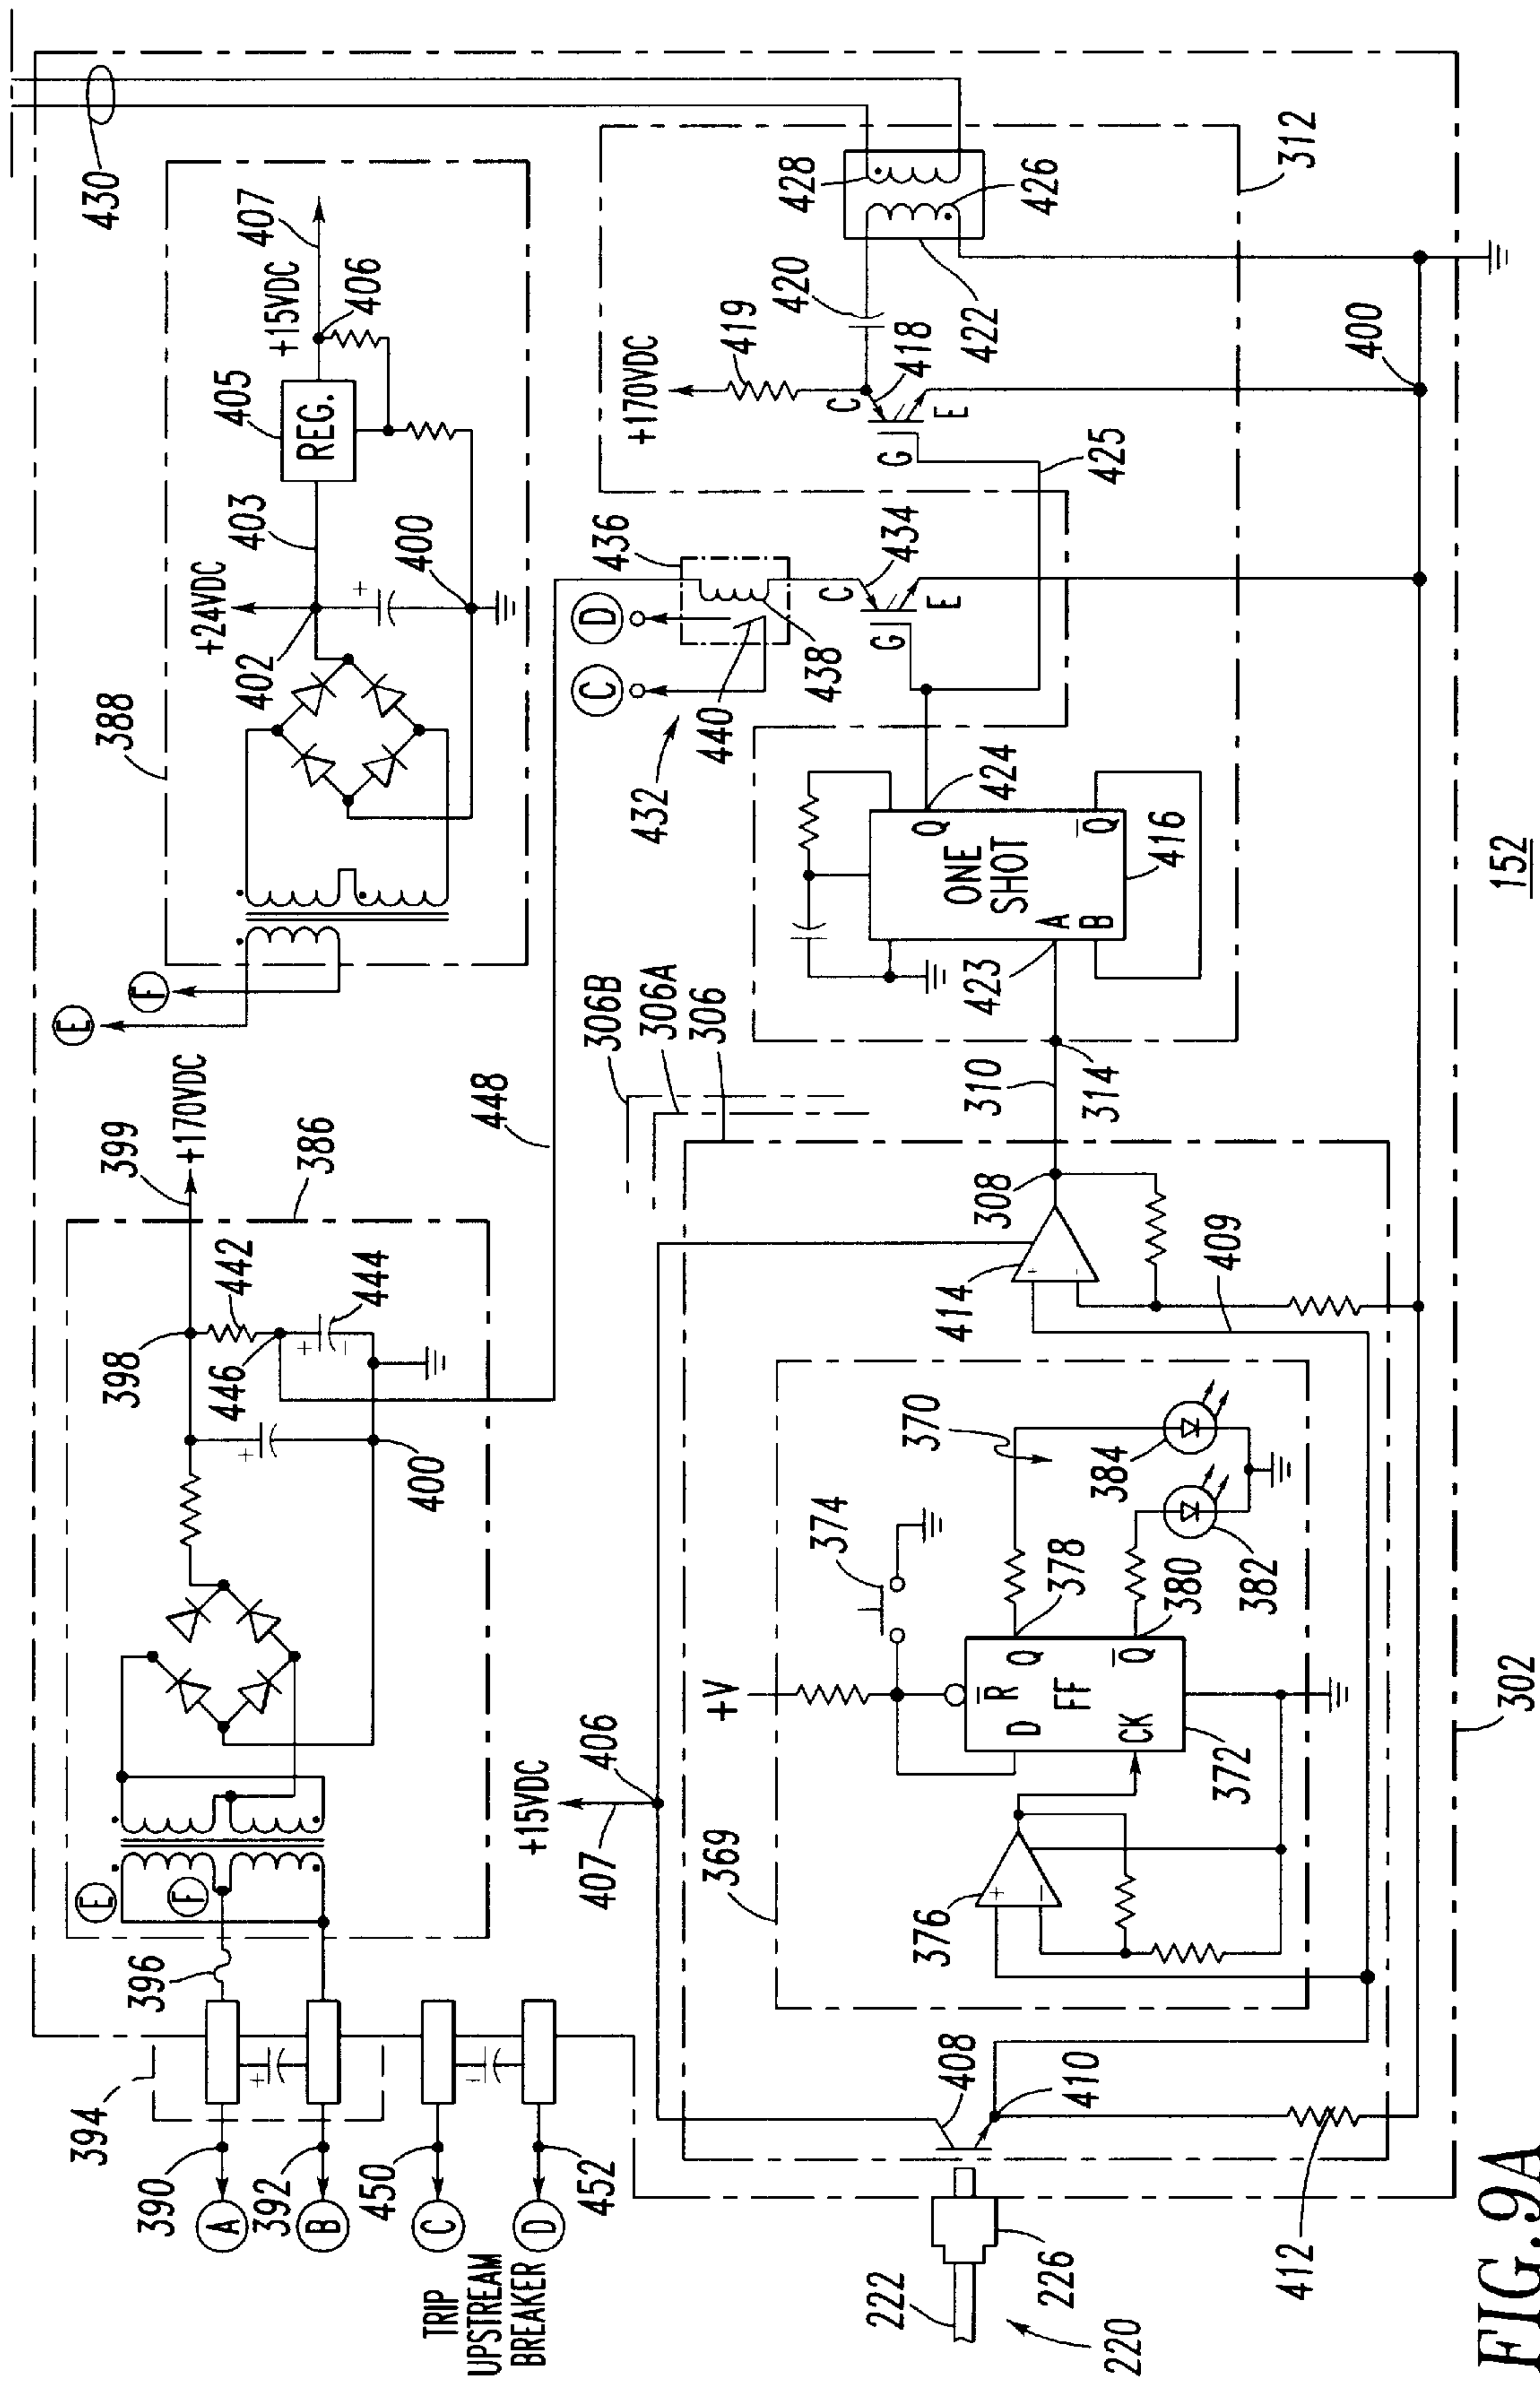 430
388
+24VDC
402
403
405
REG.
+15VDC
407
406
400
E
F
399
+170VDC
398
442
386
446
444
400
448
E
F
396
394
390
A
392
B
450
C
452
D
TRIP
UPSTREAM
BREAKER
436
D
C
440
438
432
C
G
E
434
+170VDC
419
420
428
426
C
G
E
418
422
425
312
400
424
Q
ONE
SHOT
Q
A
B
423
416
306B
306A
306
310
314
308
414
+
-
409
+15VDC
407
406
369
370
374
+V
R
D
Q
FF
Q
CK
378
380
372
384
382
376
+
-
408
410
412
222
226
220
302
152
FIG.9A